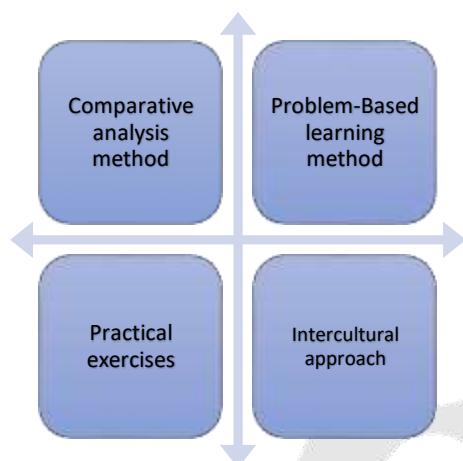 Comparative
analysis
method
Problem-Based
learning
method
Practical
exercises
Intercultural
approach